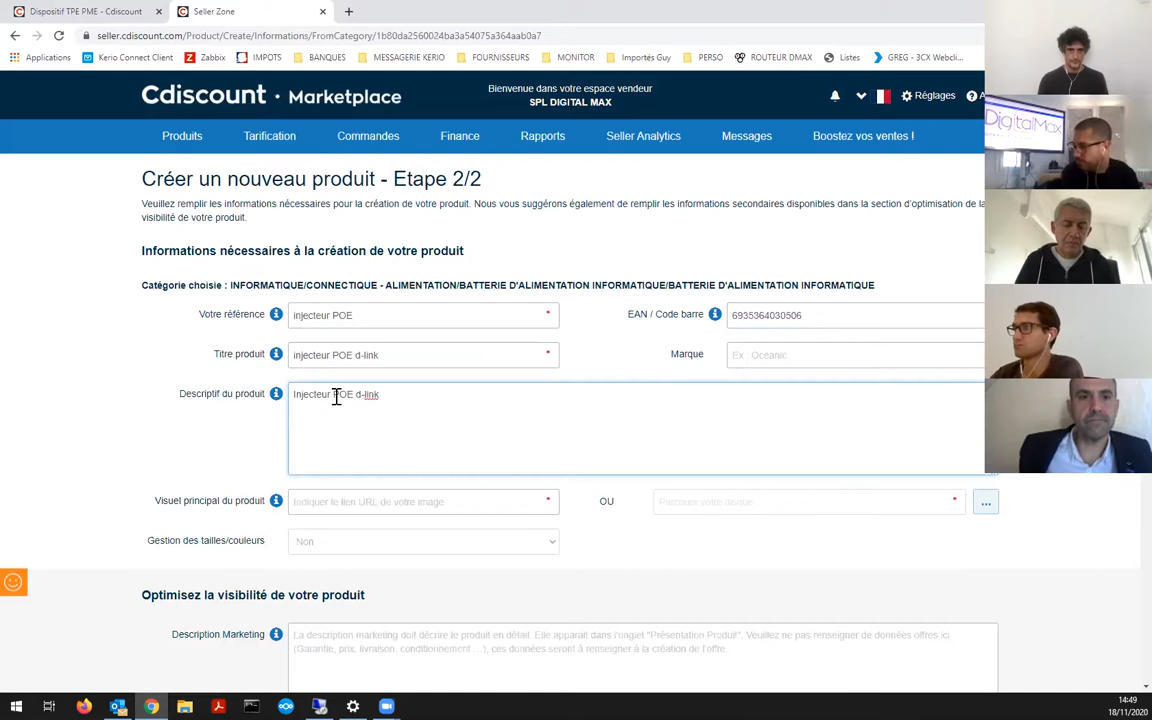 Dispositif TPE PME - Cdiscount
Seller Zone
seller.cdiscount.com/Product/Create/Informations/FromCategory/1b80da2560024ba3a54075a364aab0a7
Applications
Kerio Connect Client
Zabbix
IMPOTS
BANQUES
MESSAGERIE KERIO
FOURNISSEURS
MONITOR
Importés Guy
PERSO
ROUTEUR DMAX
Listes
GREG - 3CX Webcli...
Cdiscount • Marketplace
Bienvenue dans votre espace vendeur
SPL DIGITAL MAX
Réglages
DigitalMax
Produits
Tarification
Commandes
Finance
Rapports
Seller Analytics
Messages
Boostez vos ventes !
Créer un nouveau produit - Etape 2/2
Veuillez remplir les informations nécessaires pour la création de votre produit. Nous vous suggérons également de remplir les informations secondaires disponibles dans la section d'optimisation de la
visibilité de votre produit.
Informations nécessaires à la création de votre produit
Catégorie choisie : INFORMATIQUE/CONNECTIQUE - ALIMENTATION/BATTERIE D'ALIMENTATION INFORMATIQUE/BATTERIE D'ALIMENTATION INFORMATIQUE
Votre référence
injecteur POE *
EAN / Code barre
6935364030506
Titre produit
injecteur POE d-link *
Marque
Ex : Oceanic
Descriptif du produit
Injecteur POE d-link
Visuel principal du produit
Indiquer le lien URL de votre image *
OU
Parcourir votre disque... *
...
Gestion des tailles/couleurs
Non
Optimisez la visibilité de votre produit
Description Marketing
La description marketing doit décrire le produit en détail. Elle apparait dans l'onglet "Présentation Produit". Veuillez ne pas renseigner de données offres ici
(Garantie, prix, livraison, conditionnement ...), ces données seront à renseigner à la création de l'offre.
14:49
18/11/2020